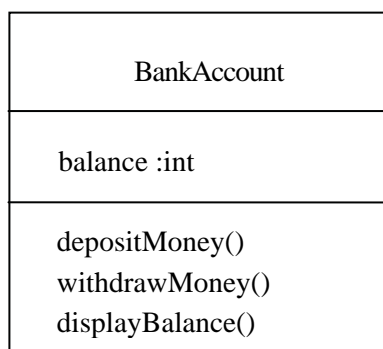 BankAccount
balance :int
depositMoney()
withdrawMoney()
displayBalance()